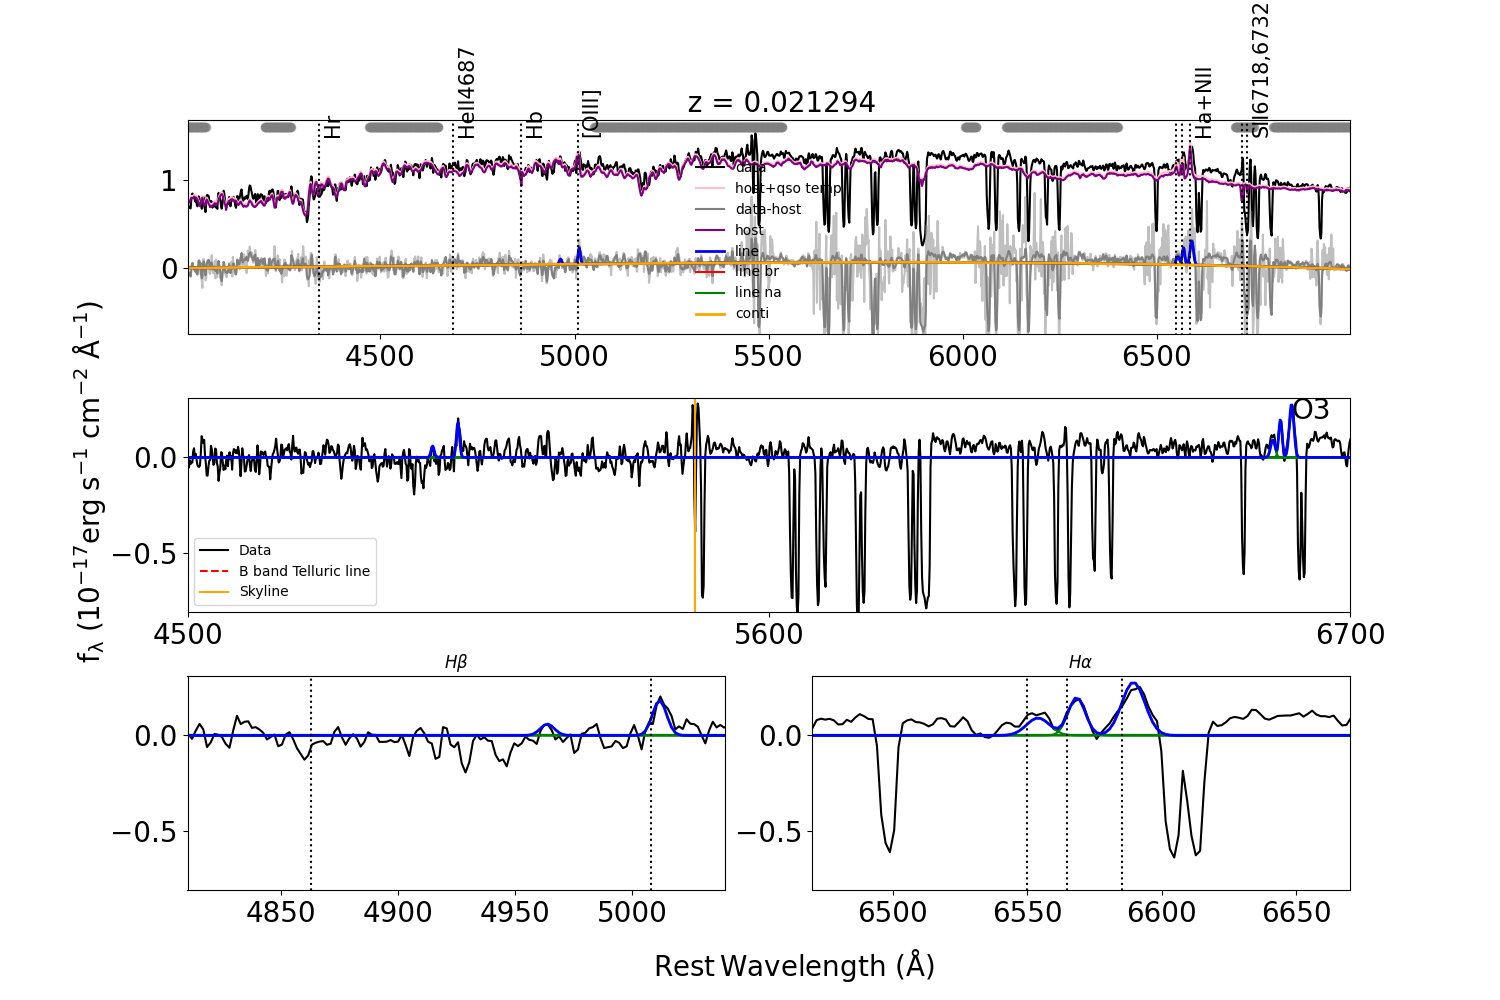 z = 0.021294
Hr
HeII4687
Hb
[OIII]
Ha+NII
SII6718,6732
data
host+qso temp
data-host
host
line
line br
line na
conti
1
0
4500
5000
5500
6000
6500
O3
0.0
−0.5
Data
B band Telluric line
Skyline
4500
5600
6700
fλ (10⁻¹⁷erg s⁻¹ cm⁻² Å⁻¹)
Hβ
0.0
−0.5
4850
4900
4950
5000
Hα
0.0
−0.5
6500
6550
6600
6650
Rest Wavelength (Å)